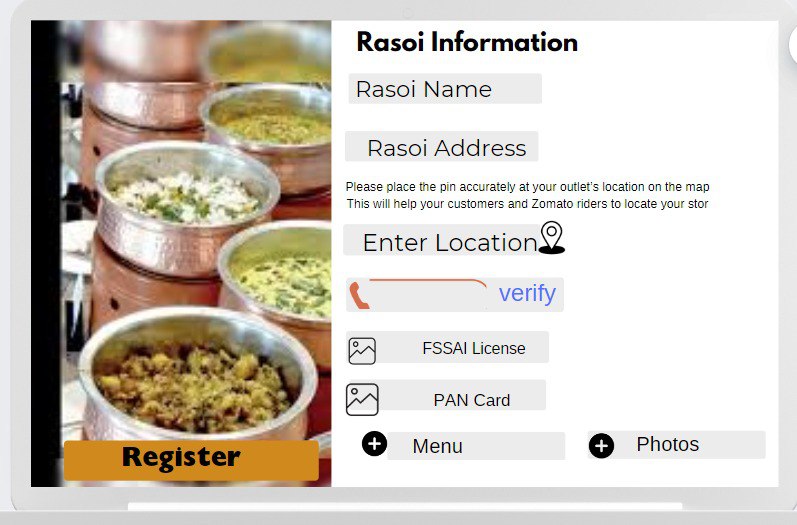 Rasoi Information
Rasoi Name
Rasoi Address
Please place the pin accurately at your outlet's location on the map
This will help your customers and Zomato riders to locate your stor
Enter Location
verify
FSSAI License
PAN Card
Menu
Photos
Register